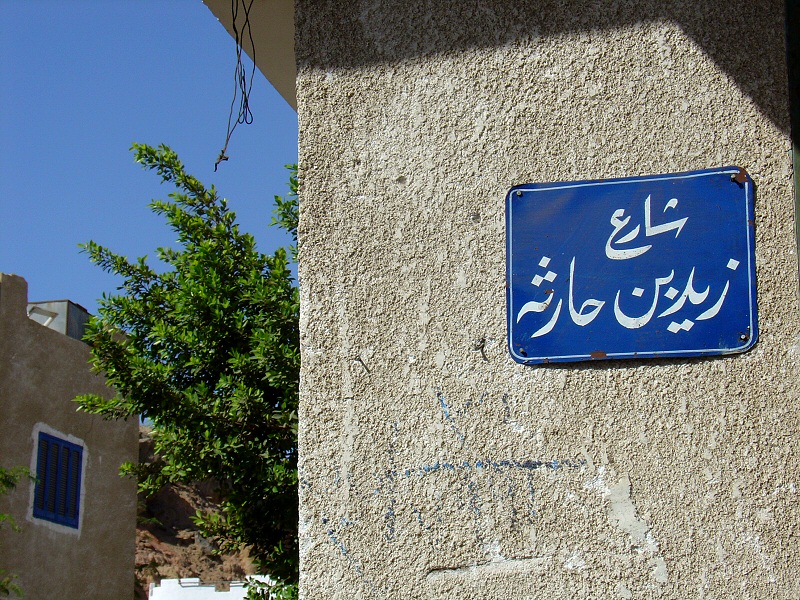 شارع
زيد بن حارثه